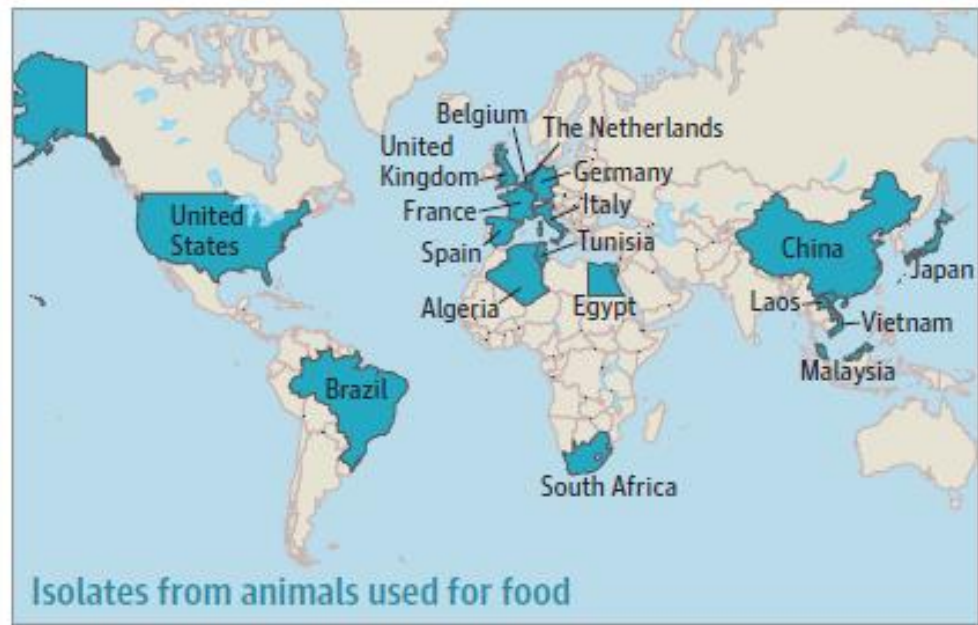 Belgium
The Netherlands
United
Kingdom
Germany
France
Italy
United
States
Spain
Tunisia
China
Japan
Algeria
Egypt
Laos
Vietnam
Malaysia
Brazil
South Africa
Isolates from animals used for food